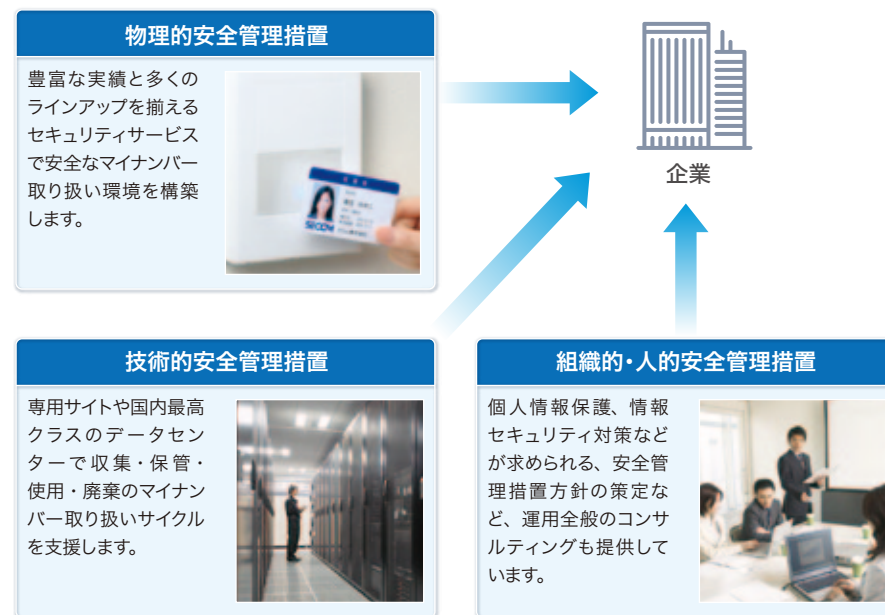 物理的安全管理措置
豊富な実績と多くの
ラインアップを揃える
セキュリティサービス
で安全なマイナンバー
取り扱い環境を構築
します。
SECOM
企業
技術的安全管理措置
専用サイトや国内最高
クラスのデータセン
ターで収集・保管・
使用・廃棄のマイナン
バー取り扱いサイクル
を支援します。
組織的・人的安全管理措置
個人情報保護、情報
セキュリティ対策など
が求められる、安全管
理措置方針の策定な
ど、運用全般のコンサ
ルティングも提供して
います。